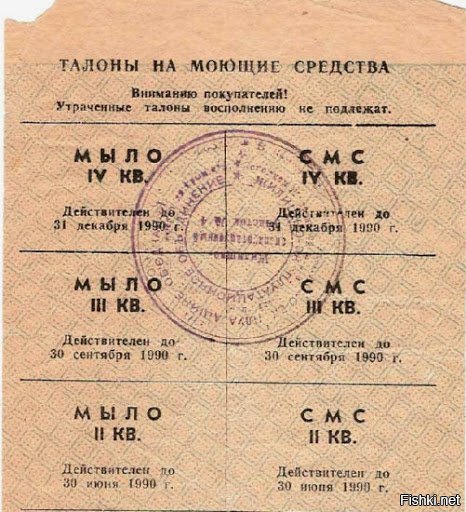 ТАЛОНЫ НА МОЮЩИЕ СРЕДСТВА
Вниманию покупателей!
Утраченные талоны восполнению не подлежат.
МЫЛО
IV КВ.
Действителен до
31 декабря 1990 г.
СМС
IV КВ.
Действителен до
31 декабря 1990 г.
МЫЛО
III КВ.
Действителен до
30 сентября 1990 г.
СМС
III КВ.
Действителен до
30 сентября 1990 г.
МЫЛО
II КВ.
Действителен до
30 июня 1990 г.
СМС
II КВ.
Действителен до
30 июня 1990 г.
ОБЪЕДИНЕНИЕ
Fishki.net